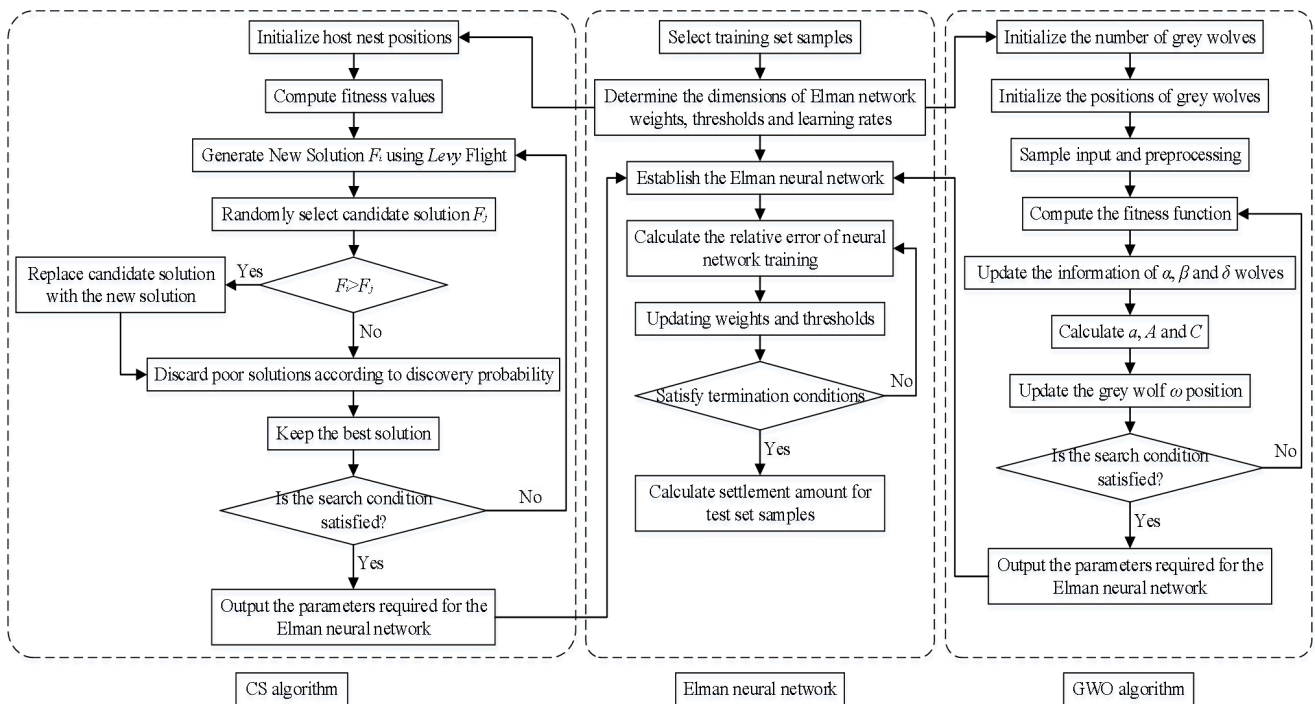 Initialize host nest positions
Compute fitness values
Generate New Solution Fi using Levy Flight
Randomly select candidate solution Fj
Replace candidate solution
with the new solution
Yes
Fi>Fj
No
Discard poor solutions according to discovery probability
Keep the best solution
Is the search condition
satisfied?
No
Yes
Output the parameters required for the
Elman neural network
CS algorithm
Select training set samples
Determine the dimensions of Elman network
weights, thresholds and learning rates
Establish the Elman neural network
Calculate the relative error of neural
network training
Updating weights and thresholds
Satisfy termination conditions
No
Yes
Calculate settlement amount for
test set samples
Elman neural network
Initialize the number of grey wolves
Initialize the positions of grey wolves
Sample input and preprocessing
Compute the fitness function
Update the information of α, β and δ wolves
Calculate a, A and C
Update the grey wolf ω position
Is the search condition
satisfied?
No
Yes
Output the parameters required for the
Elman neural network
GWO algorithm